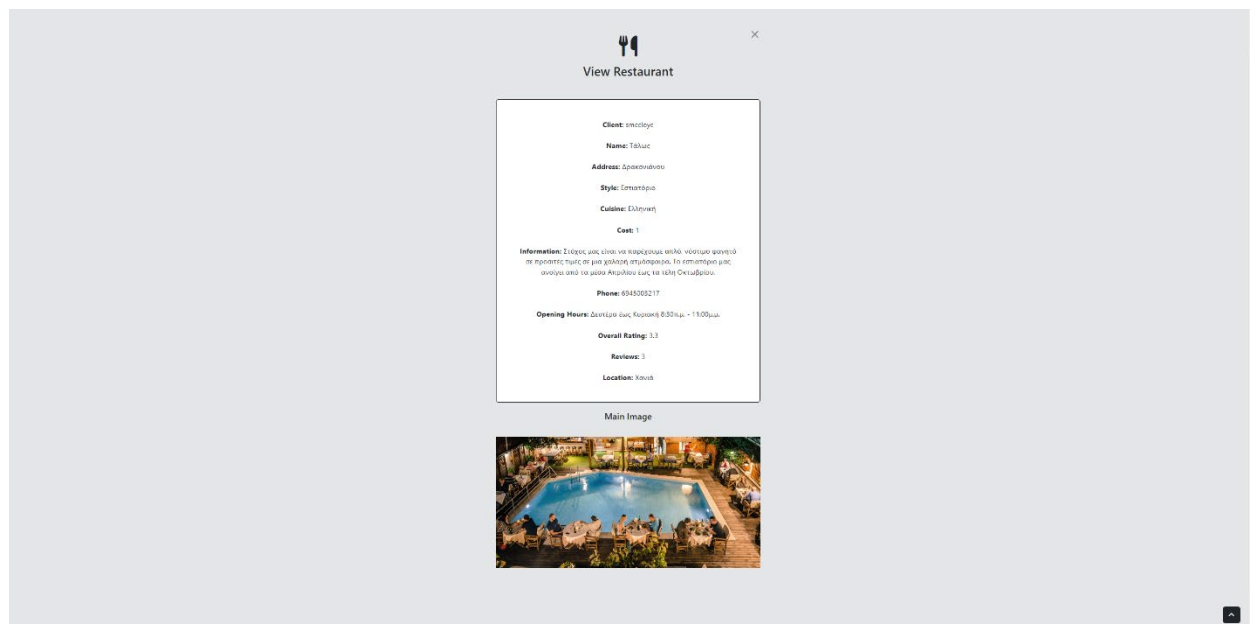 View Restaurant
Client: smccloyc
Name: Τάλως
Address: Δρακονιάνου
Style: Εστιατόριο
Cuisine: Ελληνική
Cost: 1
Information: Στόχος μας είναι να παρέχουμε απλό, νόστιμο φαγητό
σε προσιτές τιμές σε μια χαλαρή ατμόσφαιρα. Το εστιατόριο μας
ανοίγει από τα μέσα Απριλίου έως τα τέλη Οκτωβρίου.
Phone: 6945005217
Opening Hours: Δευτέρα έως Κυριακή 8:30π.μ. - 11:00μ.μ.
Overall Rating: 3.3
Reviews: 3
Location: Χανιά
Main Image